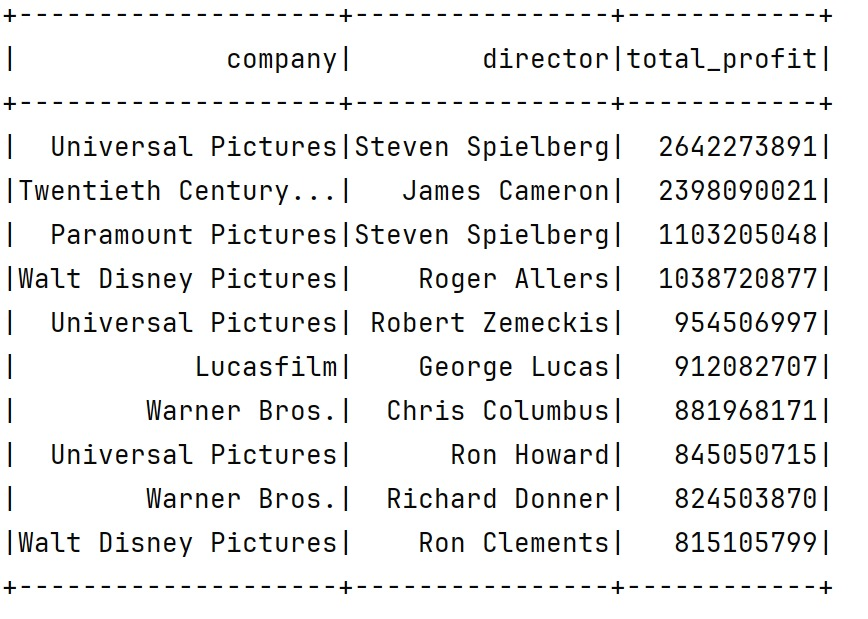 +--------------------+----------------+------------+
|             company|        director|total_profit|
+--------------------+----------------+------------+
|  Universal Pictures|Steven Spielberg|  2642273891|
|Twentieth Century...|   James Cameron|  2398090021|
|  Paramount Pictures|Steven Spielberg|  1103205048|
|Walt Disney Pictures|    Roger Allers|  1038720877|
|  Universal Pictures| Robert Zemeckis|   954506997|
|           Lucasfilm|    George Lucas|   912082707|
|        Warner Bros.|  Chris Columbus|   881968171|
|  Universal Pictures|      Ron Howard|   845050715|
|        Warner Bros.|  Richard Donner|   824503870|
|Walt Disney Pictures|    Ron Clements|   815105799|
+--------------------+----------------+------------+